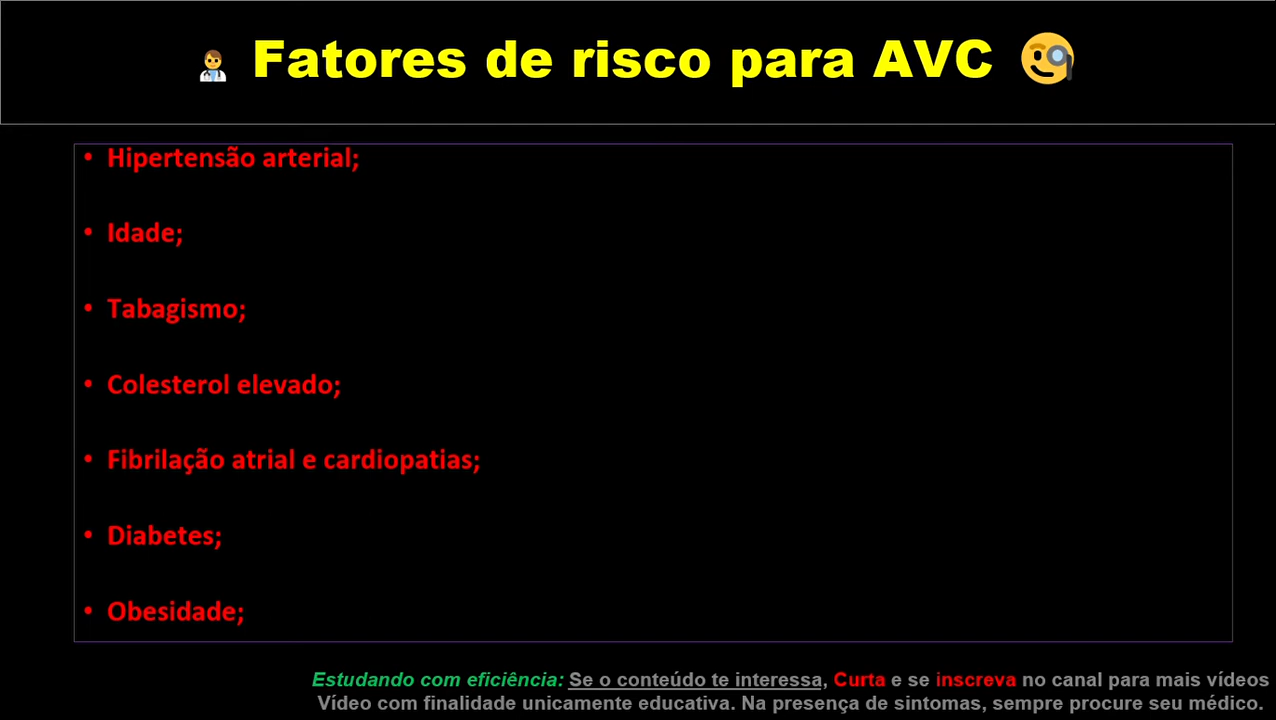 Fatores de risco para AVC
• Hipertensão arterial;
• Idade;
• Tabagismo;
• Colesterol elevado;
• Fibrilação atrial e cardiopatias;
• Diabetes;
• Obesidade;
Estudando com eficiência: Se o conteúdo te interessa, Curta e se inscreva no canal para mais vídeos
Vídeo com finalidade unicamente educativa. Na presença de sintomas, sempre procure seu médico.